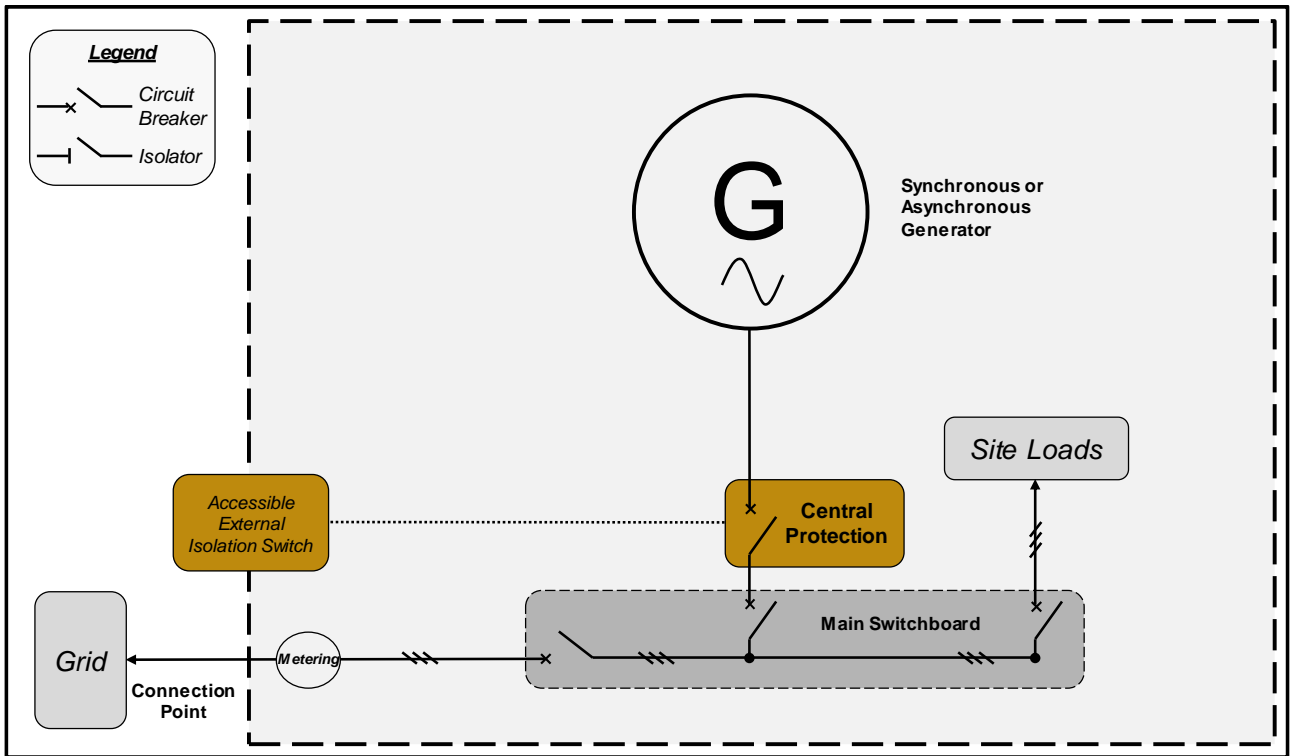 Legend
Circuit
Breaker
Isolator
G
Synchronous or
Asynchronous
Generator
Site Loads
Accessible
External
Isolation Switch
Central
Protection
Main Switchboard
Grid
Metering
Connection
Point